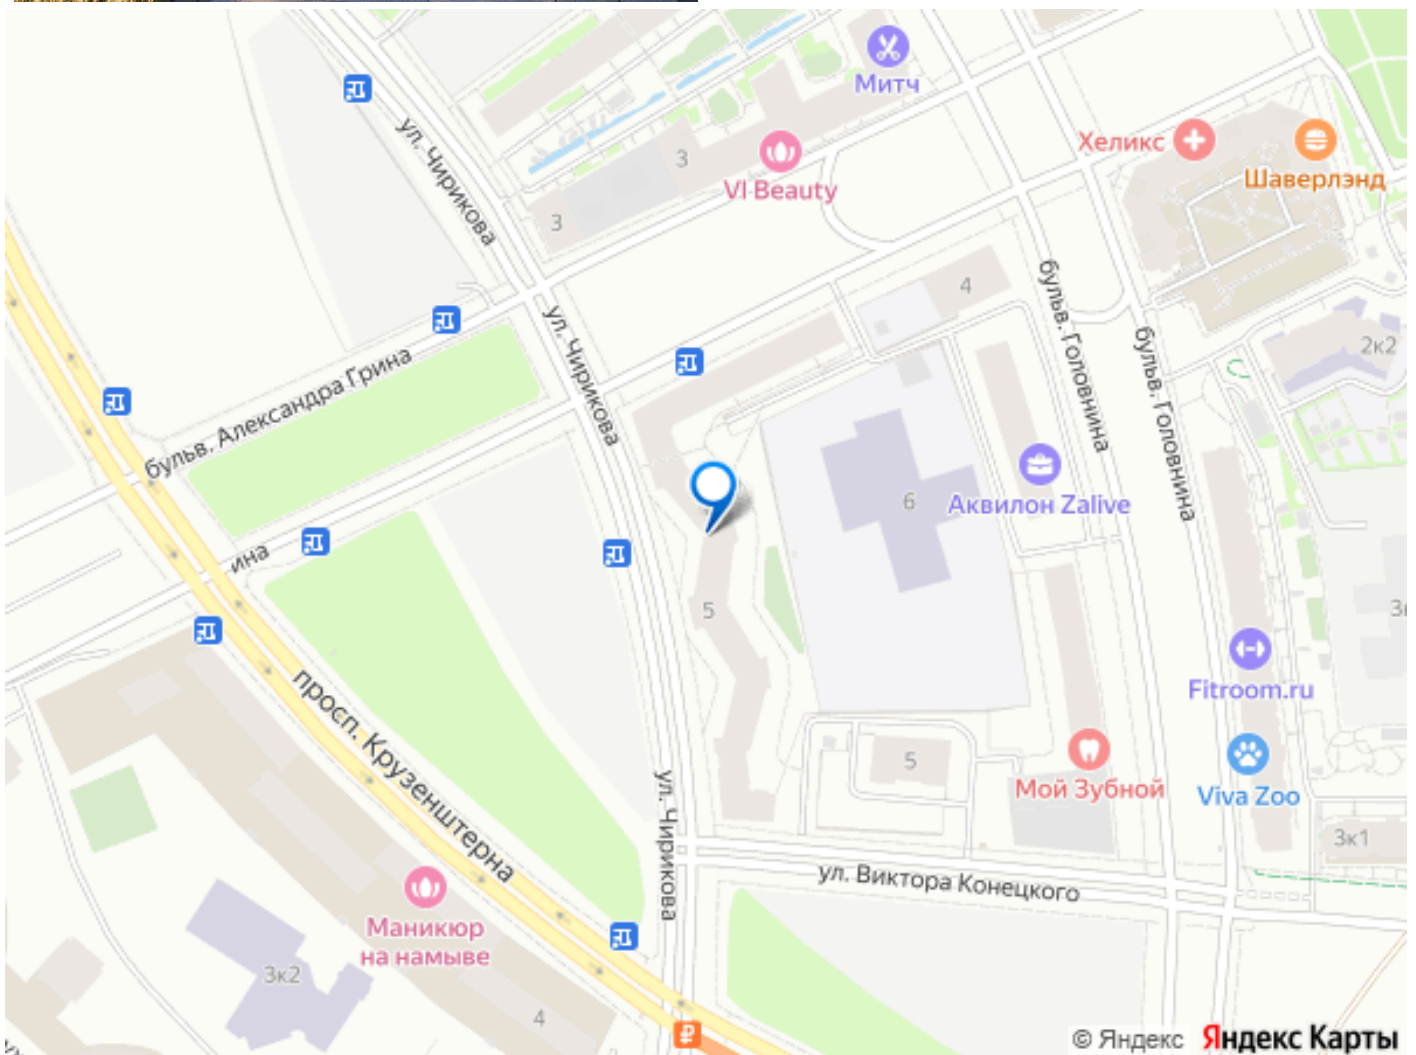 Митч
ул. Чирикова
3
VI Beauty
3
Хеликс
Шаверлэнд
4
бульв. Головнина
бульв. Головнина
2к2
ул. Чирикова
бульв. Александра Грина
6
Аквилон Zalive
ина
5
Fitroom.ru
просп. Крузенштерна
5
Мой Зубной
Viva Zoo
ул. Чирикова
3к1
ул. Виктора Конецкого
Маникюр
на намыве
3к2
4
© Яндекс Яндекс Карты